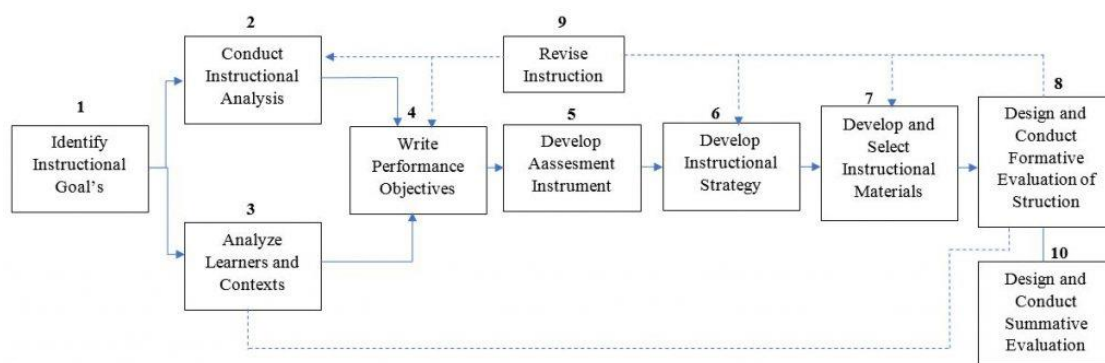 1
Identify
Instructional
Goal's
2
Conduct
Instructional
Analysis
3
Analyze
Learners and
Contexts
4
Write
Performance
Objectives
5
Develop
Aassesment
Instrument
6
Develop
Instructional
Strategy
7
Develop and
Select
Instructional
Materials
8
Design and
Conduct
Formative
Evaluation of
Struction
9
Revise
Instruction
10
Design and
Conduct
Summative
Evaluation